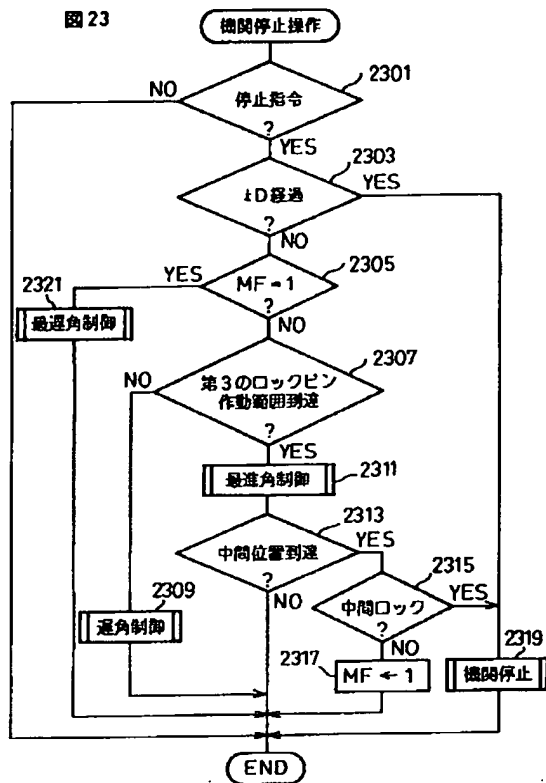 図23
機関停止操作
2301
NO
停止指令
?
YES
2303
tD経過
YES
?
NO
2305
YES
MF=1
2321
?
NO
最遅角制御
2307
NO
第3のロックピン
作動範囲到達
?
YES
2311
最進角制御
2313
中間位置到達
YES
2315
?
NO
中間ロック
YES
2309
?
NO
2319
遅角制御
2317
MF←1
機関停止
END